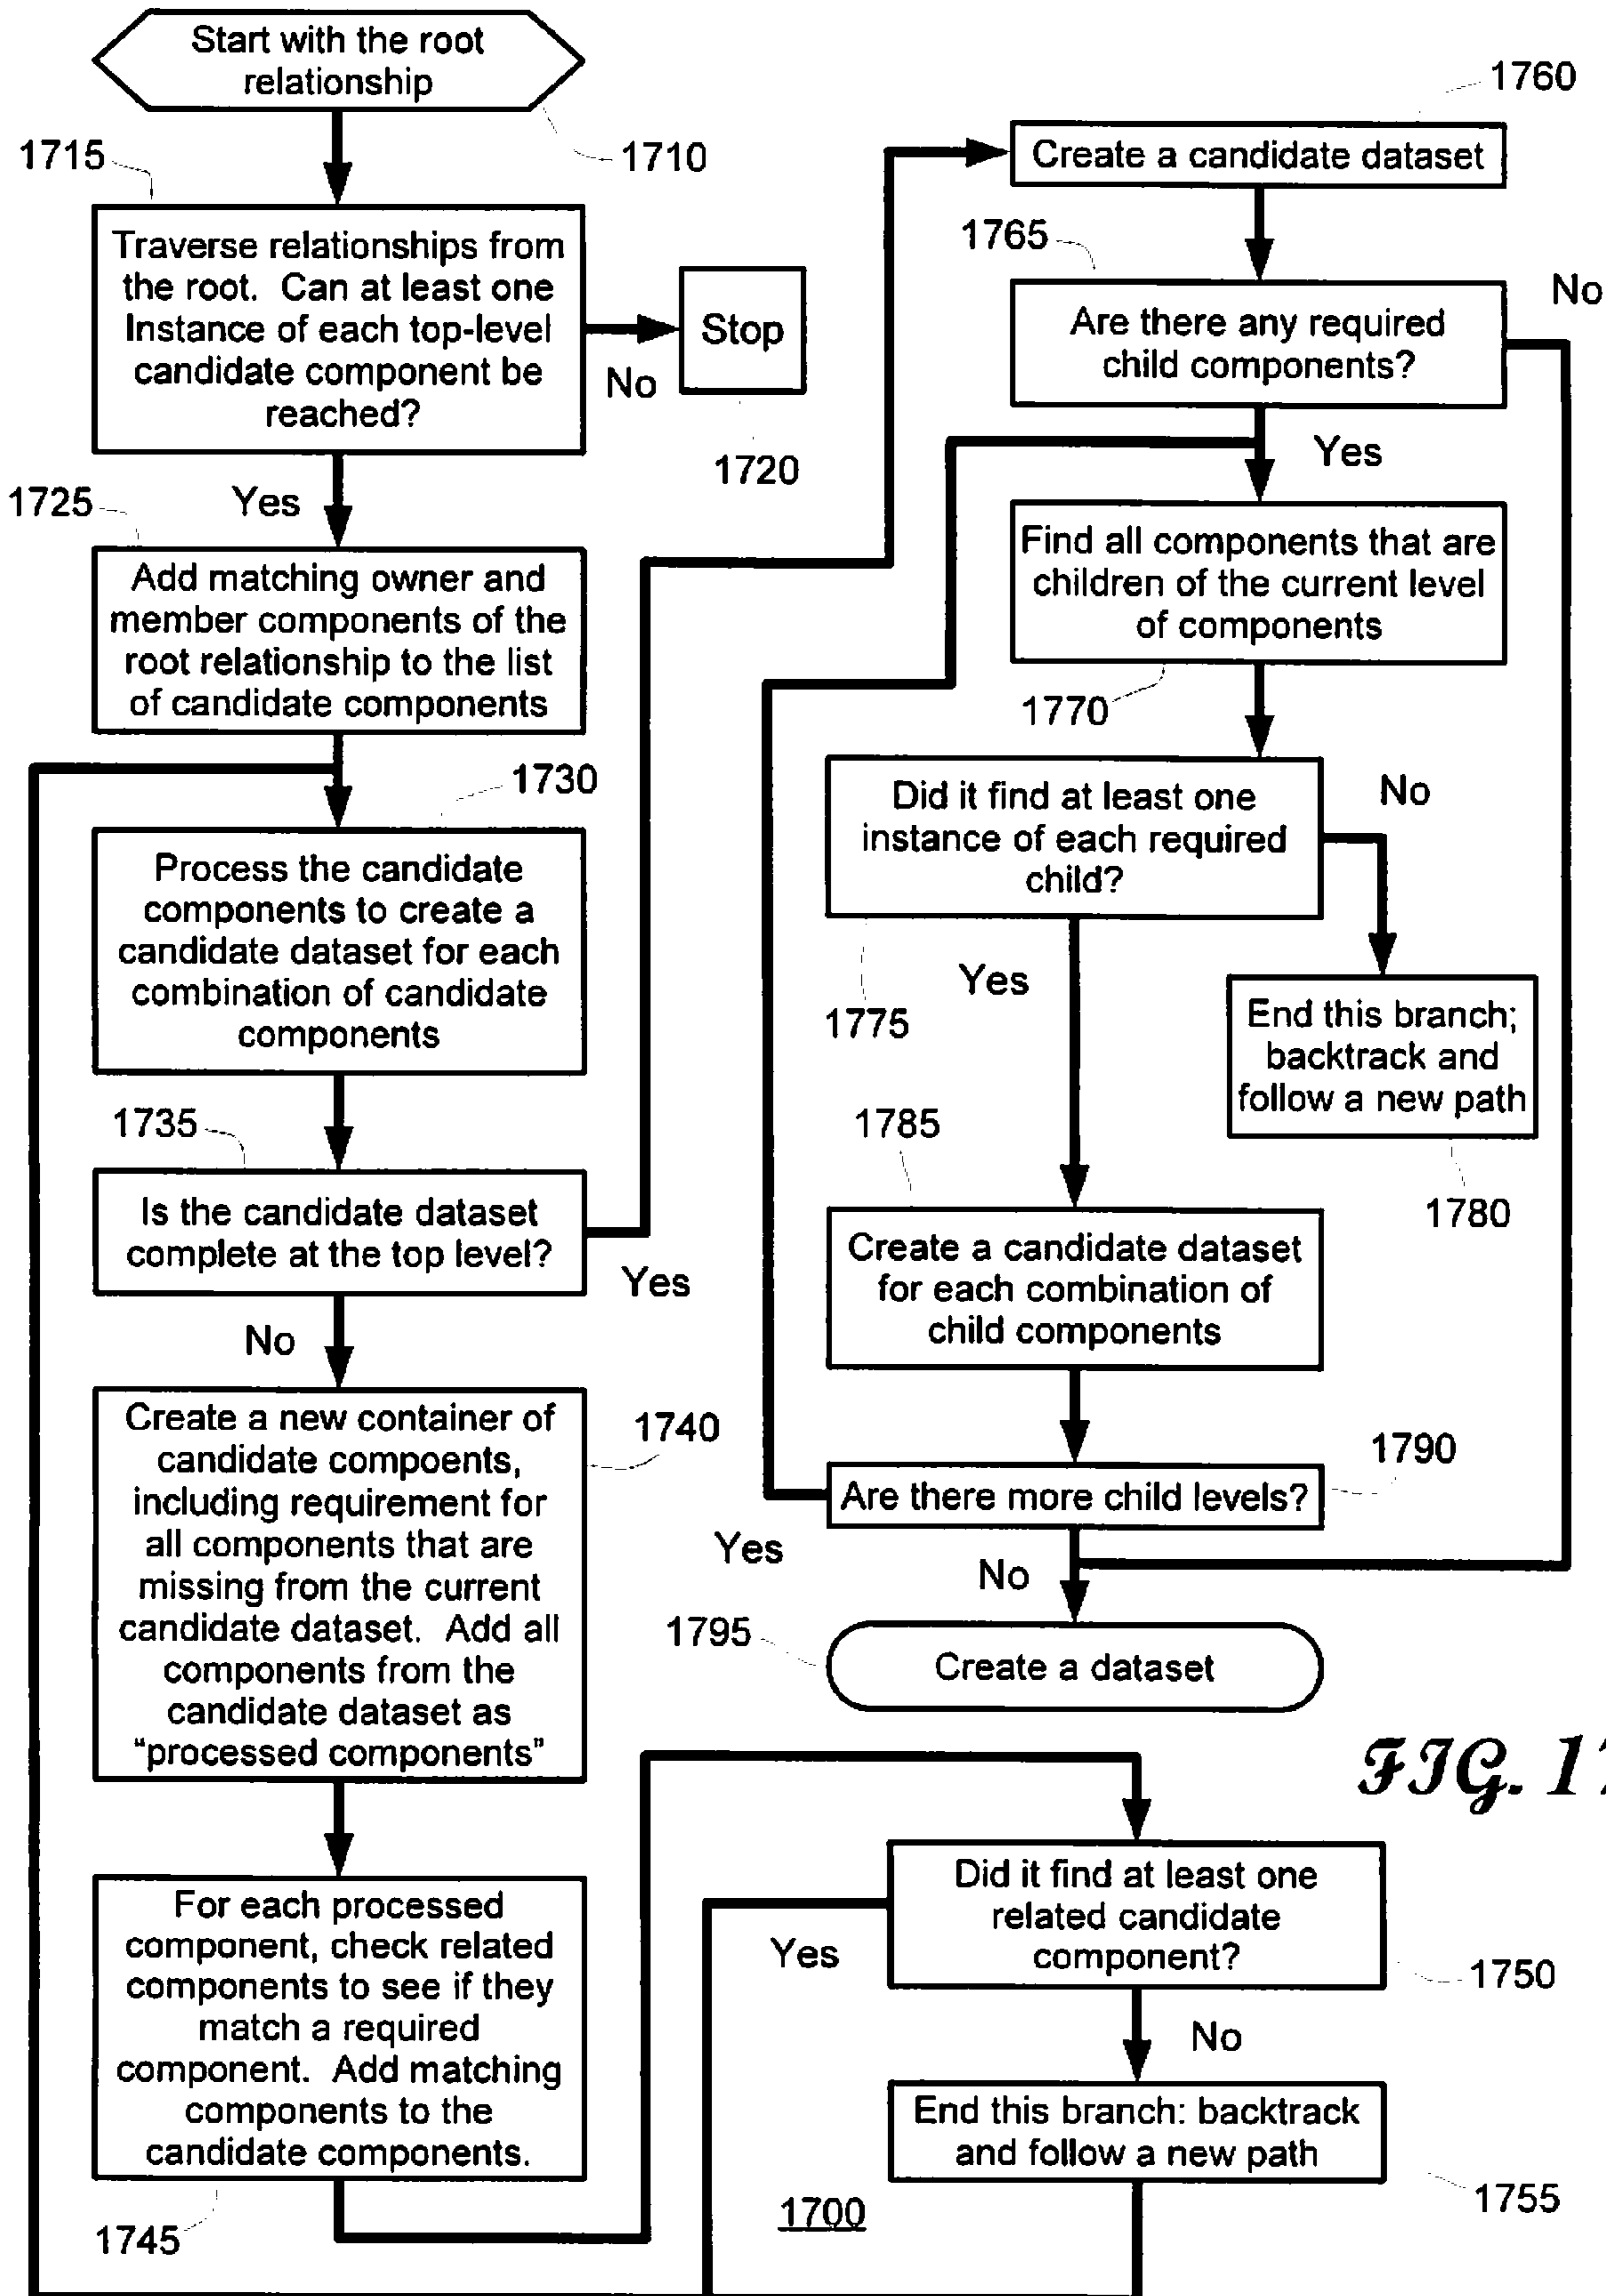 Start with the root
relationship
1710
1715
Traverse relationships from
the root. Can at least one
Instance of each top-level
candidate component be
reached?
No
Stop
1720
Yes
1725
Add matching owner and
member components of the
root relationship to the list
of candidate components
1730
Process the candidate
components to create a
candidate dataset for each
combination of candidate
components
1735
Is the candidate dataset
complete at the top level?
Yes
No
Create a new container of
candidate compoents,
including requirement for
all components that are
missing from the current
candidate dataset. Add all
components from the
candidate dataset as
"processed components"
1740
For each processed
component, check related
components to see if they
match a required
component. Add matching
components to the
candidate components.
1745
Did it find at least one
related candidate
component?
Yes
1750
No
End this branch: backtrack
and follow a new path
1755
1700
1760
Create a candidate dataset
1765
Are there any required
child components?
No
Yes
Find all components that are
children of the current level
of components
1770
Did it find at least one
instance of each required
child?
No
1775
Yes
End this branch;
backtrack and
follow a new path
1780
1785
Create a candidate dataset
for each combination of
child components
1790
Are there more child levels?
Yes
No
1795
Create a dataset
FIG. 17